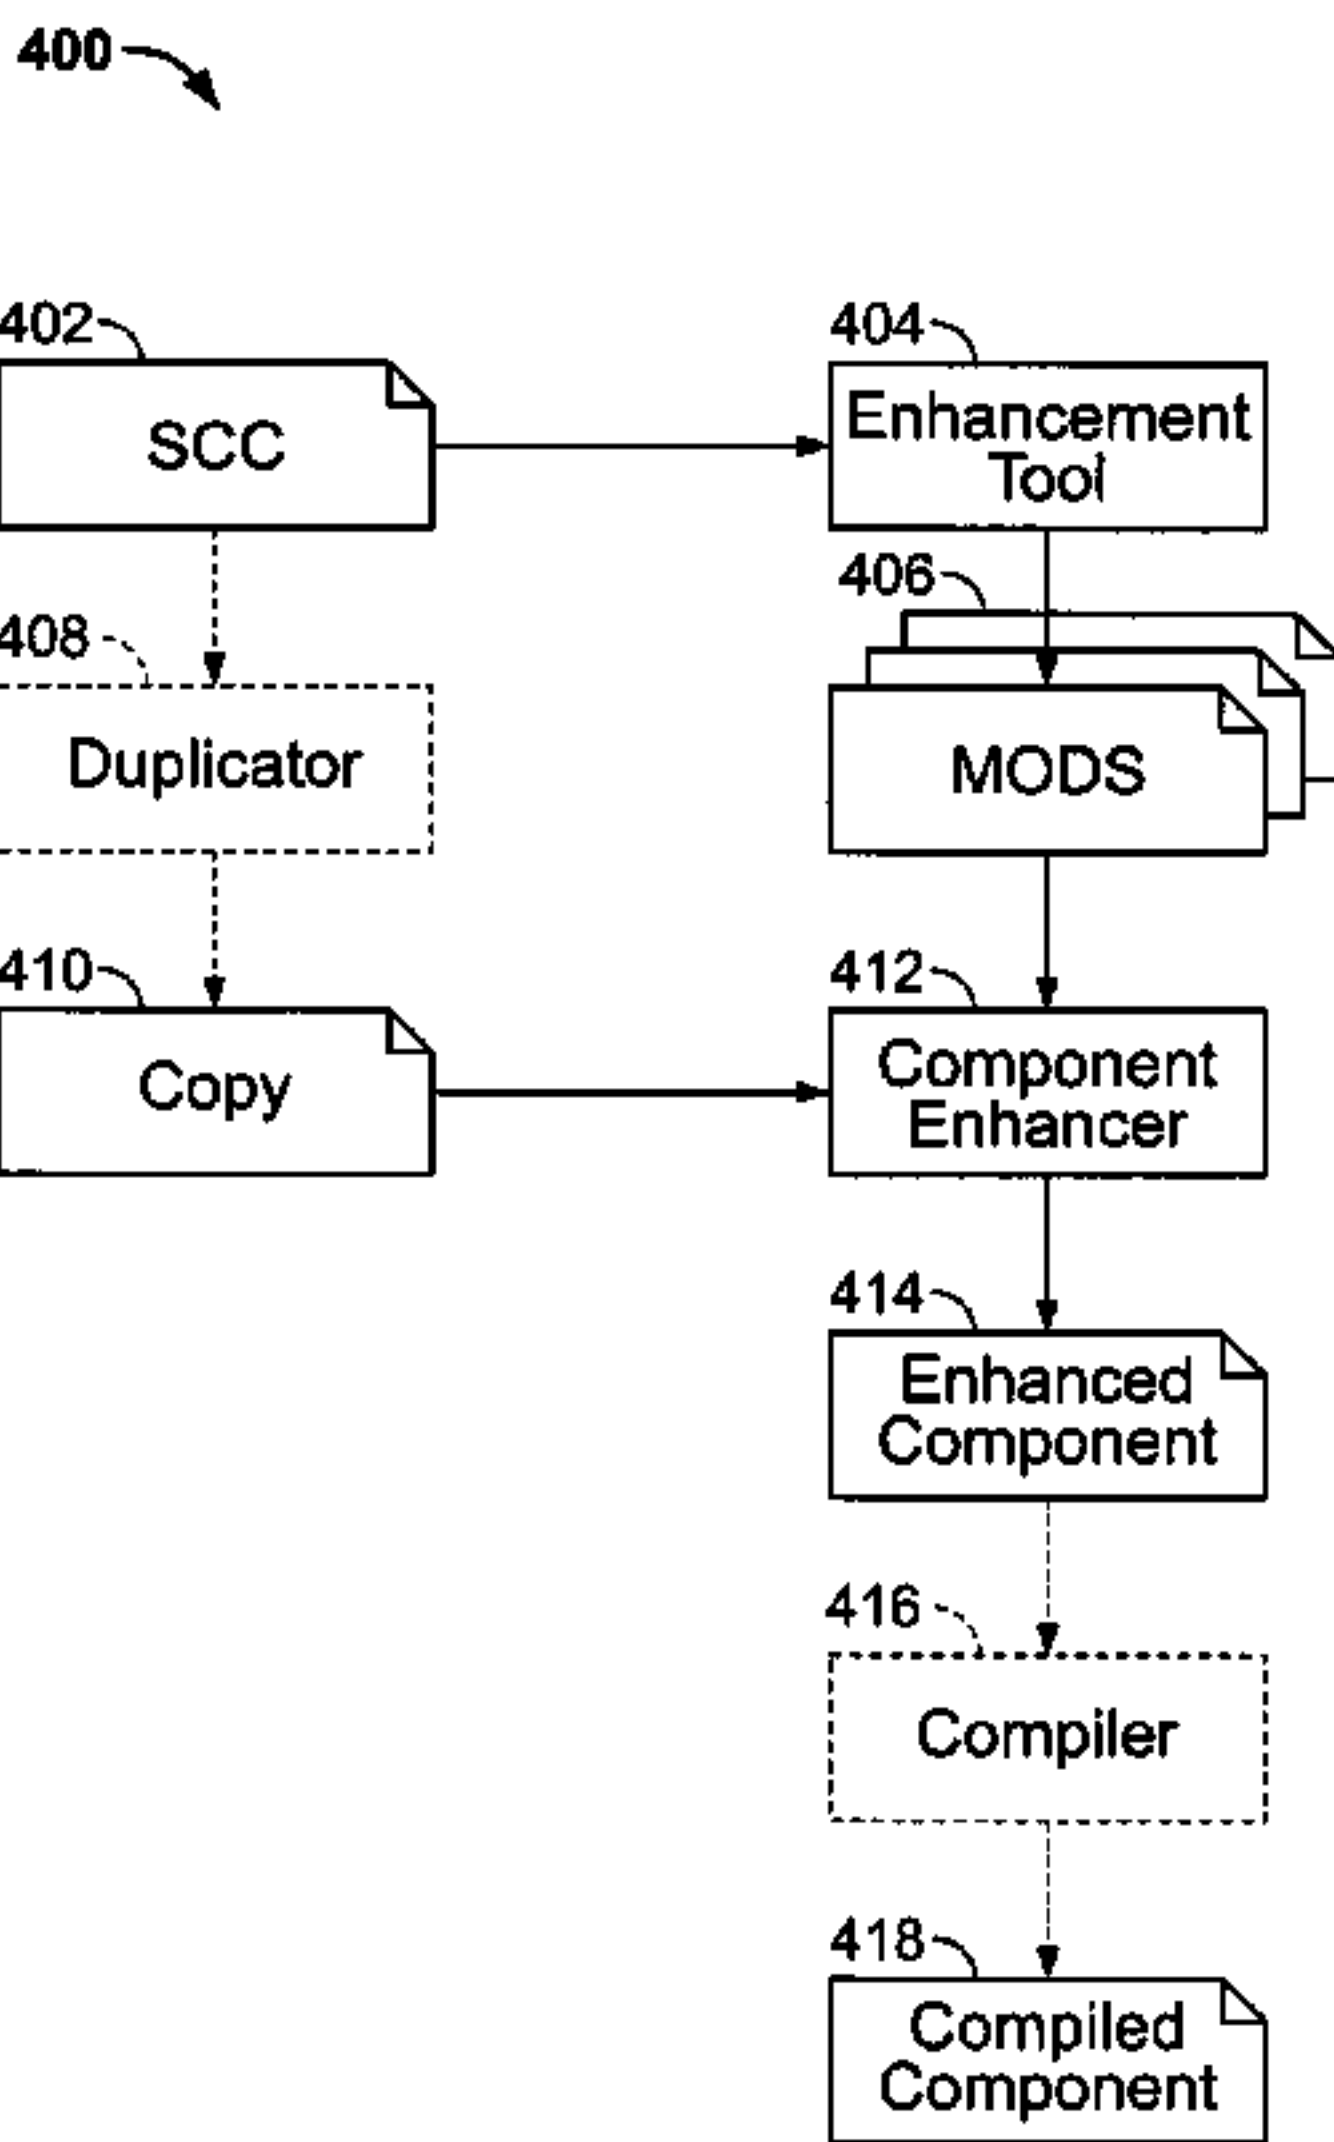 400
402
SCC
404
Enhancement
Tool
406
MODS
408
Duplicator
410
Copy
412
Component
Enhancer
414
Enhanced
Component
416
Compiler
418
Compiled
Component